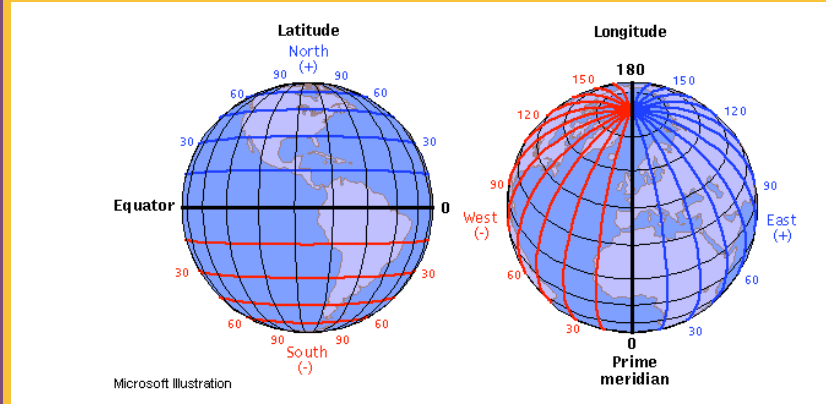 Latitude
North
(+)
90 90
60 60
30 30
Equator 0
30 30
60 60
90 90
South
(-)
Longitude
180
150 150
120 120
90 90
West
(-)
East
(+)
60 60
30 30
0
Prime
meridian
Microsoft Illustration